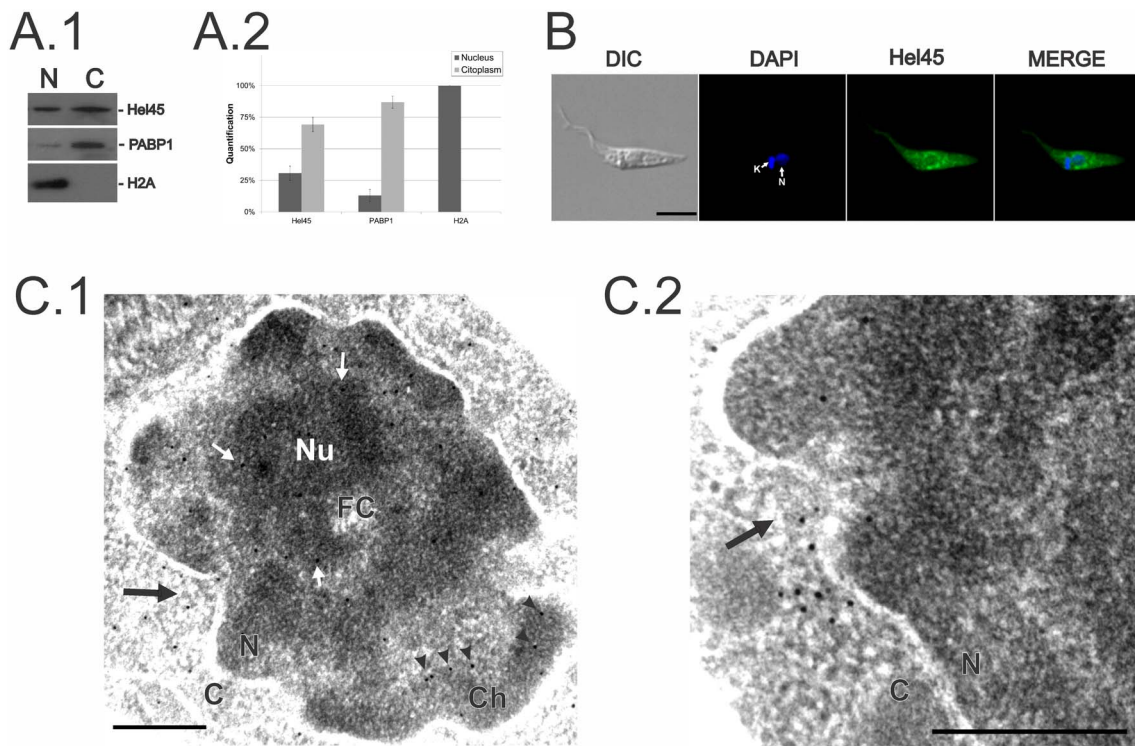 A.1
N C
- Hel45
- PABP1
- H2A
A.2
Nucleus
Citoplasm
Quantification
100%
75%
50%
25%
0%
Hel45 PABP1 H2A
B
DIC DAPI Hel45 MERGE
K
N
C.1
Nu
FC
N
C
Ch
C.2
N
C